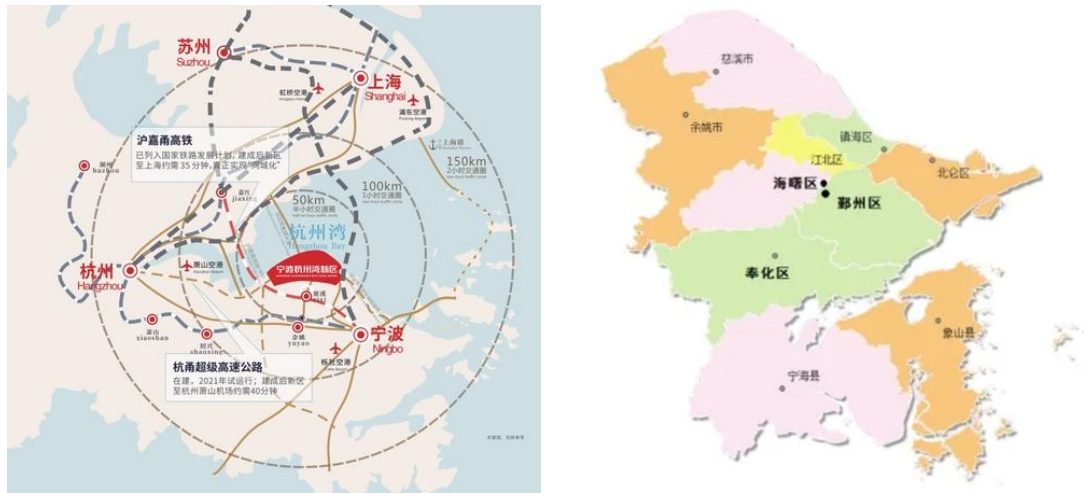 苏州
Suzhou
上海
Shanghai
虹桥空港
浦东空港
沪嘉甬高铁
已列入国家铁路发展计划，建成后新区
至上海约需35分钟，真正实现“同城化”
上海港
150km
2小时交通圈
湖州
huzhou
100km
1小时交通圈
嘉兴
jiaxing
50km
半小时交通圈
杭州湾
Hangzhou Bay
杭州
Hangzhou
萧山空港
宁波杭州湾新区
慈溪
cixi
萧山
xiaoshan
绍兴
shaoxing
余姚
yuyao
宁波
Ningbo
栎社空港
杭甬超级高速公路
在建，2021年试运行；建成后新区
至杭州萧山机场约需40分钟
慈溪市
余姚市
镇海区
江北区
北仑区
海曙区
鄞州区
奉化区
象山县
宁海县